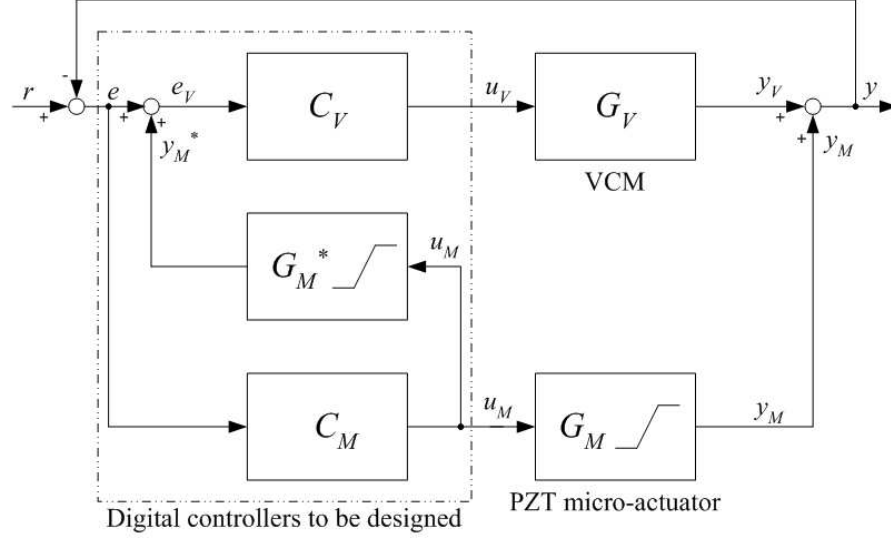 -
r e e_V C_V u_V G_V y_V y
+ + + + +
y_M* y_M
VCM
G_M* u_M
C_M u_M G_M y_M
PZT micro-actuator
Digital controllers to be designed